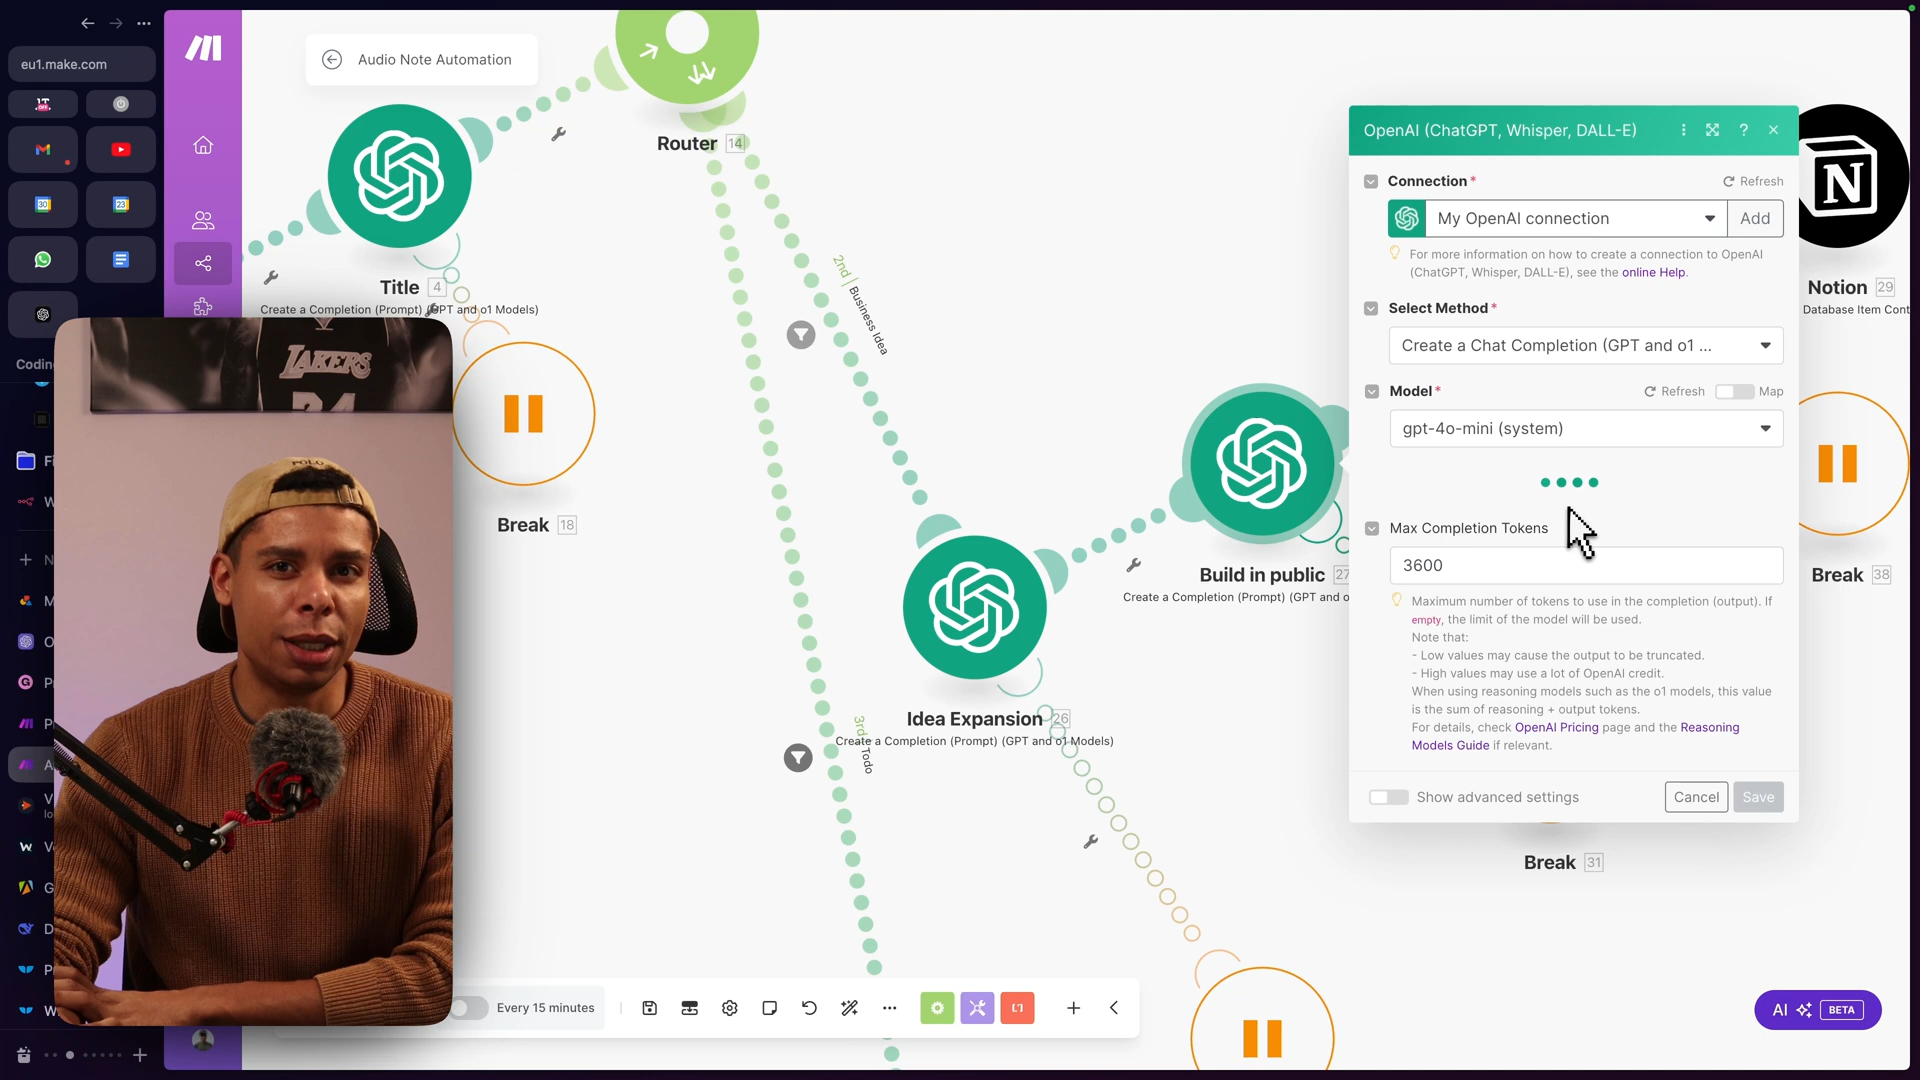 eu1.make.com
Audio Note Automation
Router 14
Title 4
Create a Completion (Prompt) (GPT and o1 Models)
2nd | Business Idea
Break 18
LAKERS
POLO
Build in public 27
Create a Completion (Prompt) (GPT and o
Idea Expansion 26
Create a Completion (Prompt) (GPT and o1 Models)
3rd | Todo
Every 15 minutes
OpenAI (ChatGPT, Whisper, DALL-E)
Connection*
Refresh
My OpenAI connection
Add
For more information on how to create a connection to OpenAI
(ChatGPT, Whisper, DALL-E), see the online Help.
Select Method*
Create a Chat Completion (GPT and o1 ...
Model*
Refresh
Map
gpt-4o-mini (system)
Max Completion Tokens
3600
Maximum number of tokens to use in the completion (output). If
empty, the limit of the model will be used.
Note that:
- Low values may cause the output to be truncated.
- High values may use a lot of OpenAI credit.
When using reasoning models such as the o1 models, this value
is the sum of reasoning + output tokens.
For details, check OpenAI Pricing page and the Reasoning
Models Guide if relevant.
Show advanced settings
Cancel
Save
Notion 29
Database Item Cont
Break 38
Break 31
AI
BETA
30
23
Coding